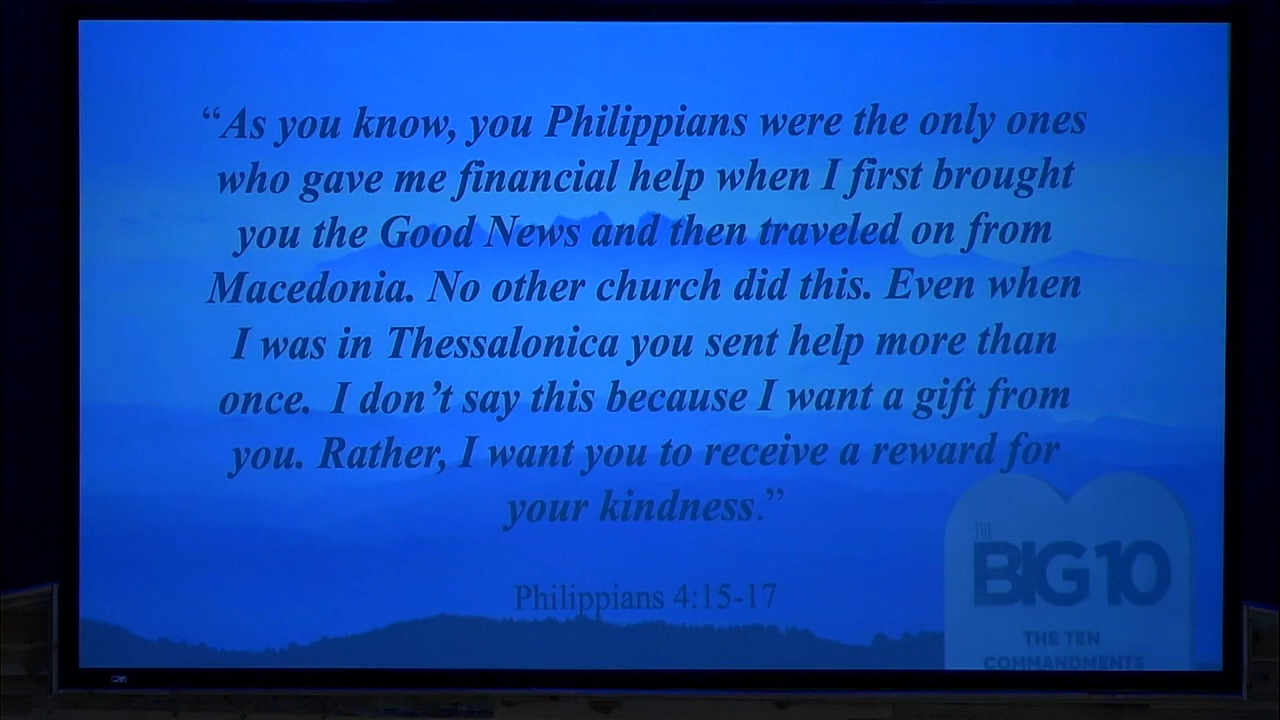 “As you know, you Philippians were the only ones
who gave me financial help when I first brought
you the Good News and then traveled on from
Macedonia. No other church did this. Even when
I was in Thessalonica you sent help more than
once. I don’t say this because I want a gift from
you. Rather, I want you to receive a reward for
your kindness.”
Philippians 4:15-17
THE
BIG 10
THE TEN
COMMANDMENTS